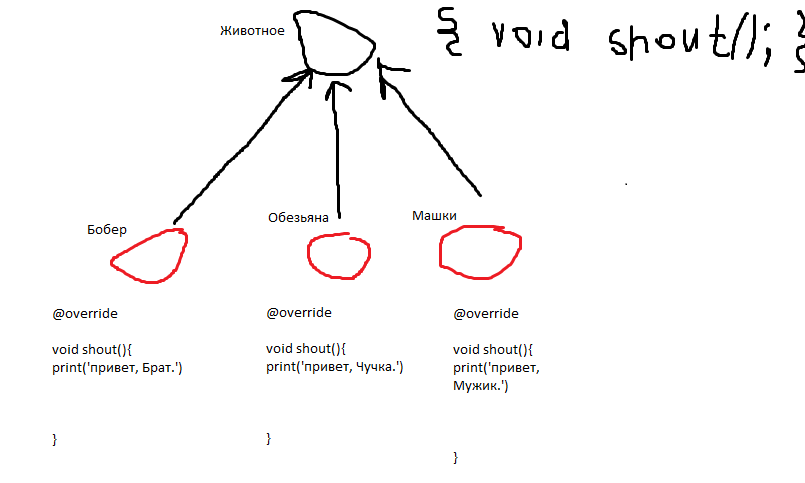 Животное
{ void shout(); }
Бобер
Обезьяна
Машки
@override
void shout(){
print('привет, Брат.')
}
@override
void shout(){
print('привет, Чучка.')
}
@override
void shout(){
print('привет,
Мужик.')
}